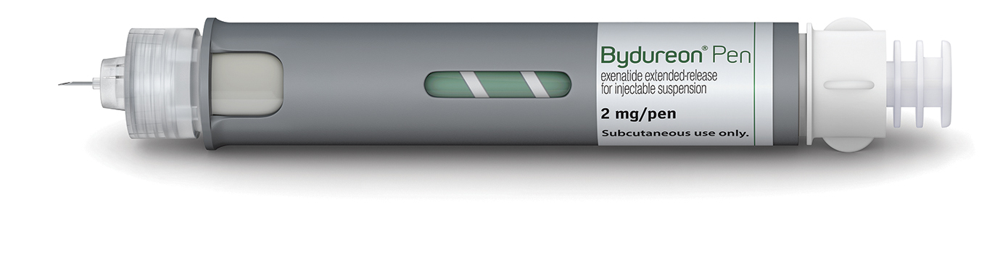 Bydureon® Pen
exenatide extended-release
for injectable suspension
2 mg/pen
Subcutaneous use only.